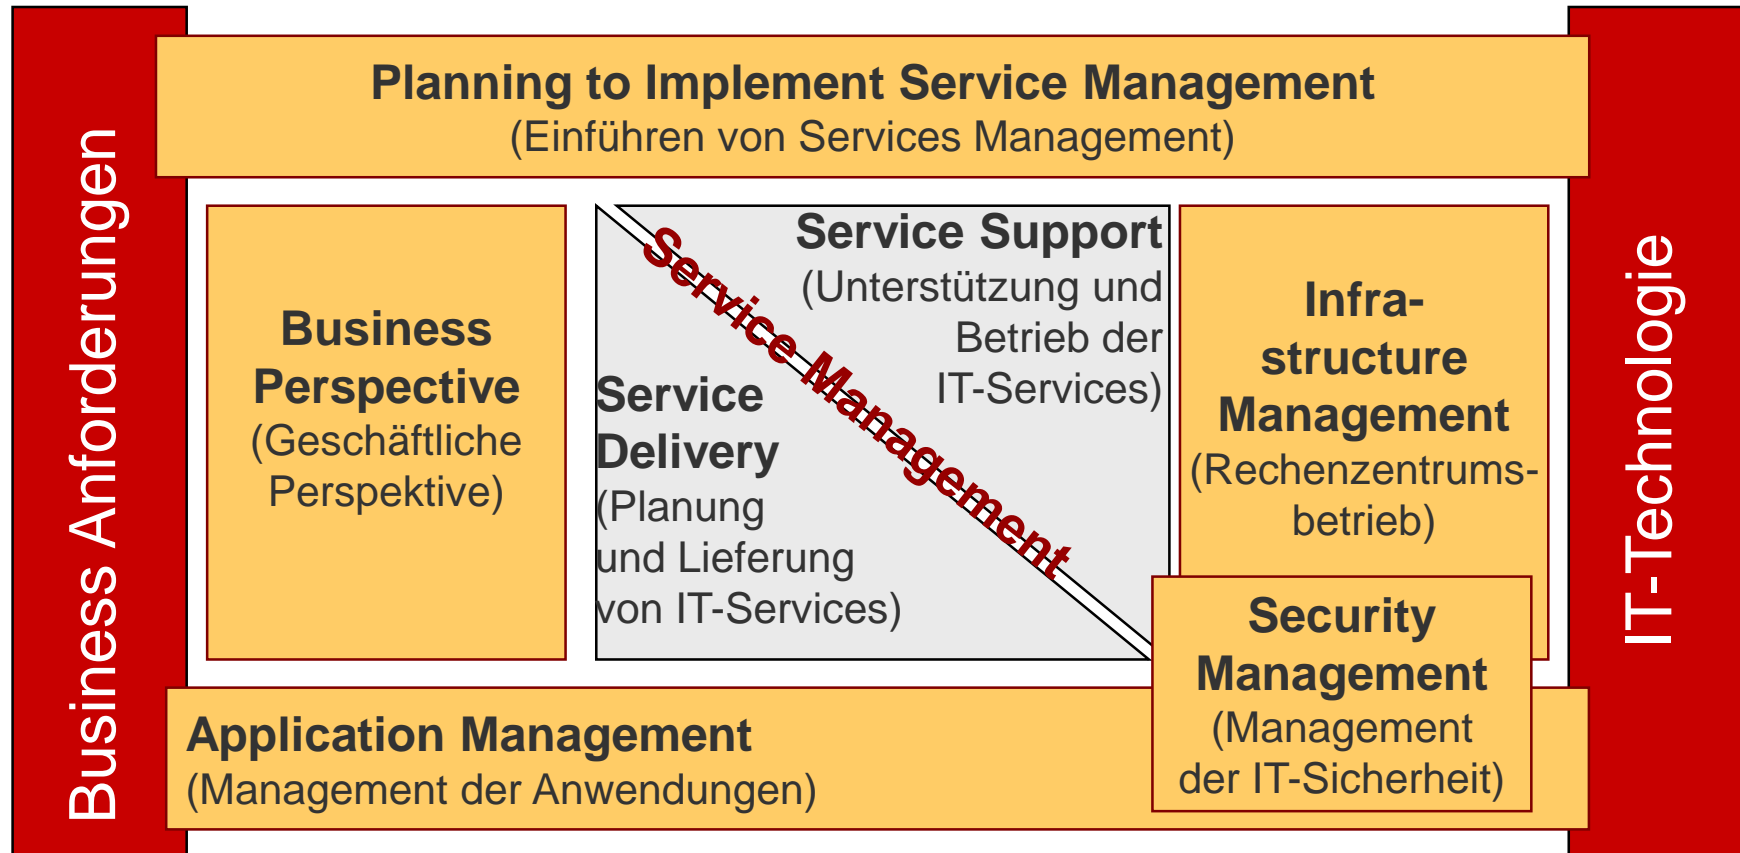 Business Anforderungen
Planning to Implement Service Management
(Einführen von Services Management)
Business
Perspective
(Geschäftliche
Perspektive)
Service Management
Service Support
(Unterstützung und
Betrieb der
IT-Services)
Service
Delivery
(Planung
und Lieferung
von IT-Services)
Infra-
structure
Management
(Rechenzentrums-
betrieb)
Security
Management
(Management
der IT-Sicherheit)
Application Management
(Management der Anwendungen)
IT-Technologie